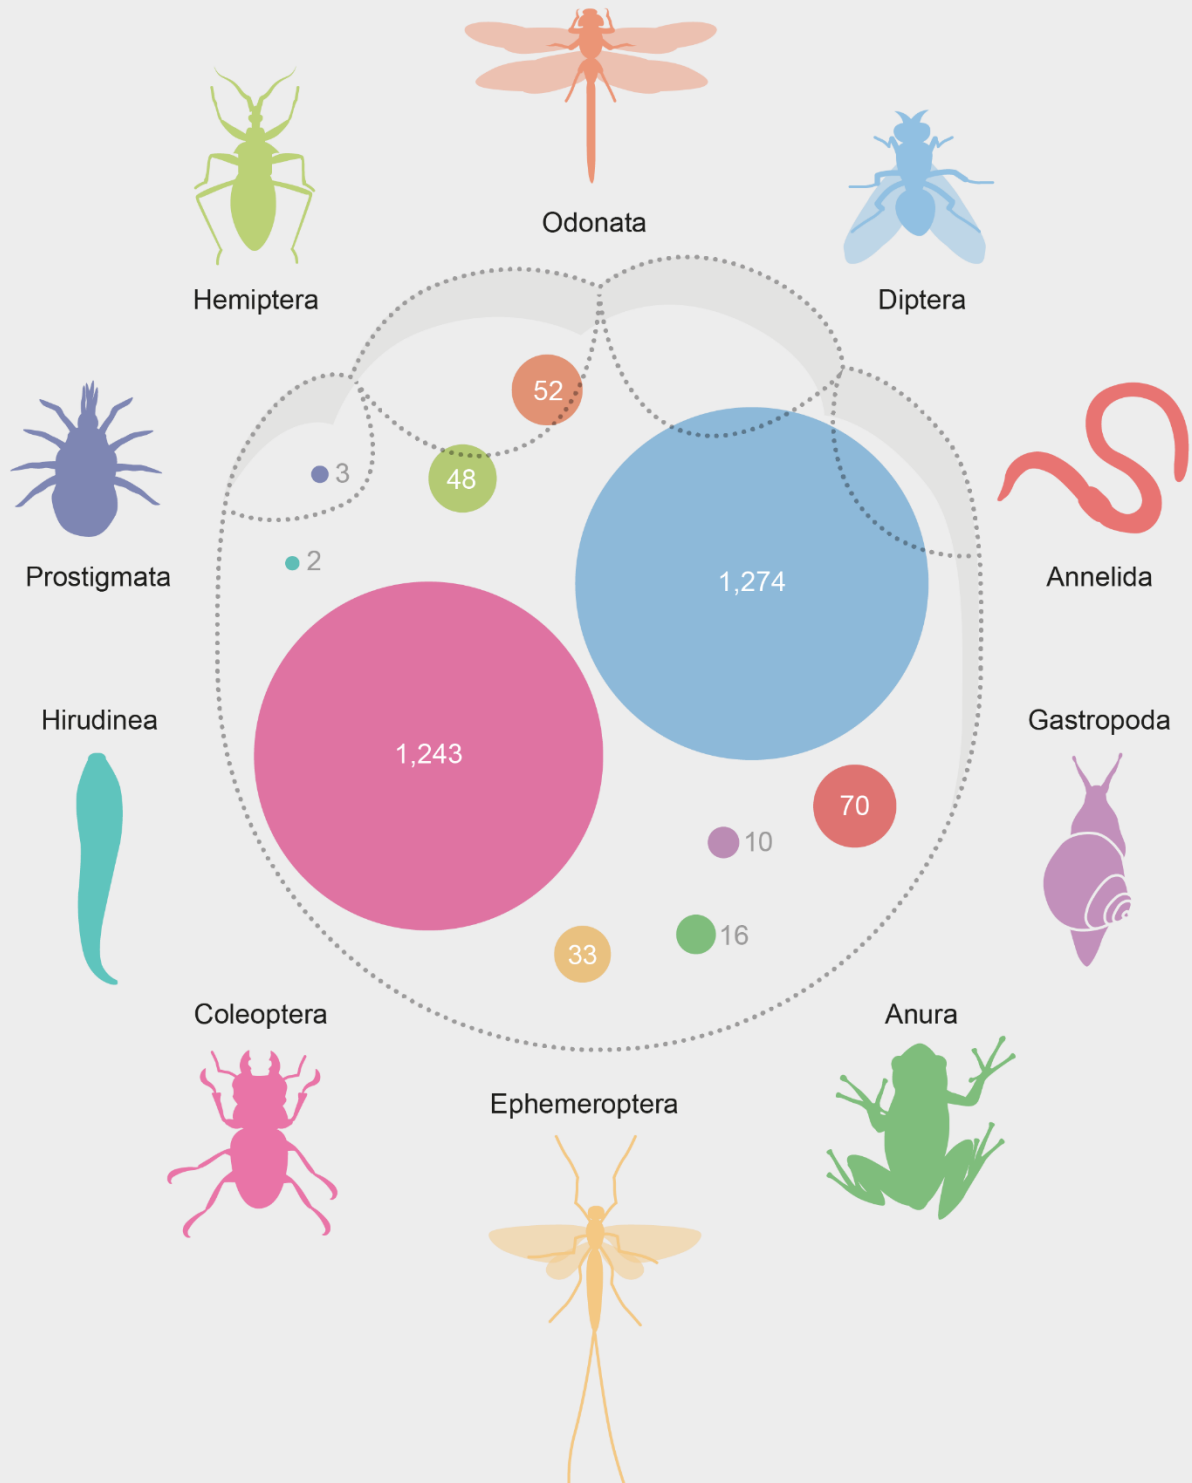 Odonata
Hemiptera
Diptera
52
3
48
2
Prostigmata
1,274
Annelida
Hirudinea
Gastropoda
1,243
70
10
16
33
Coleoptera
Anura
Ephemeroptera